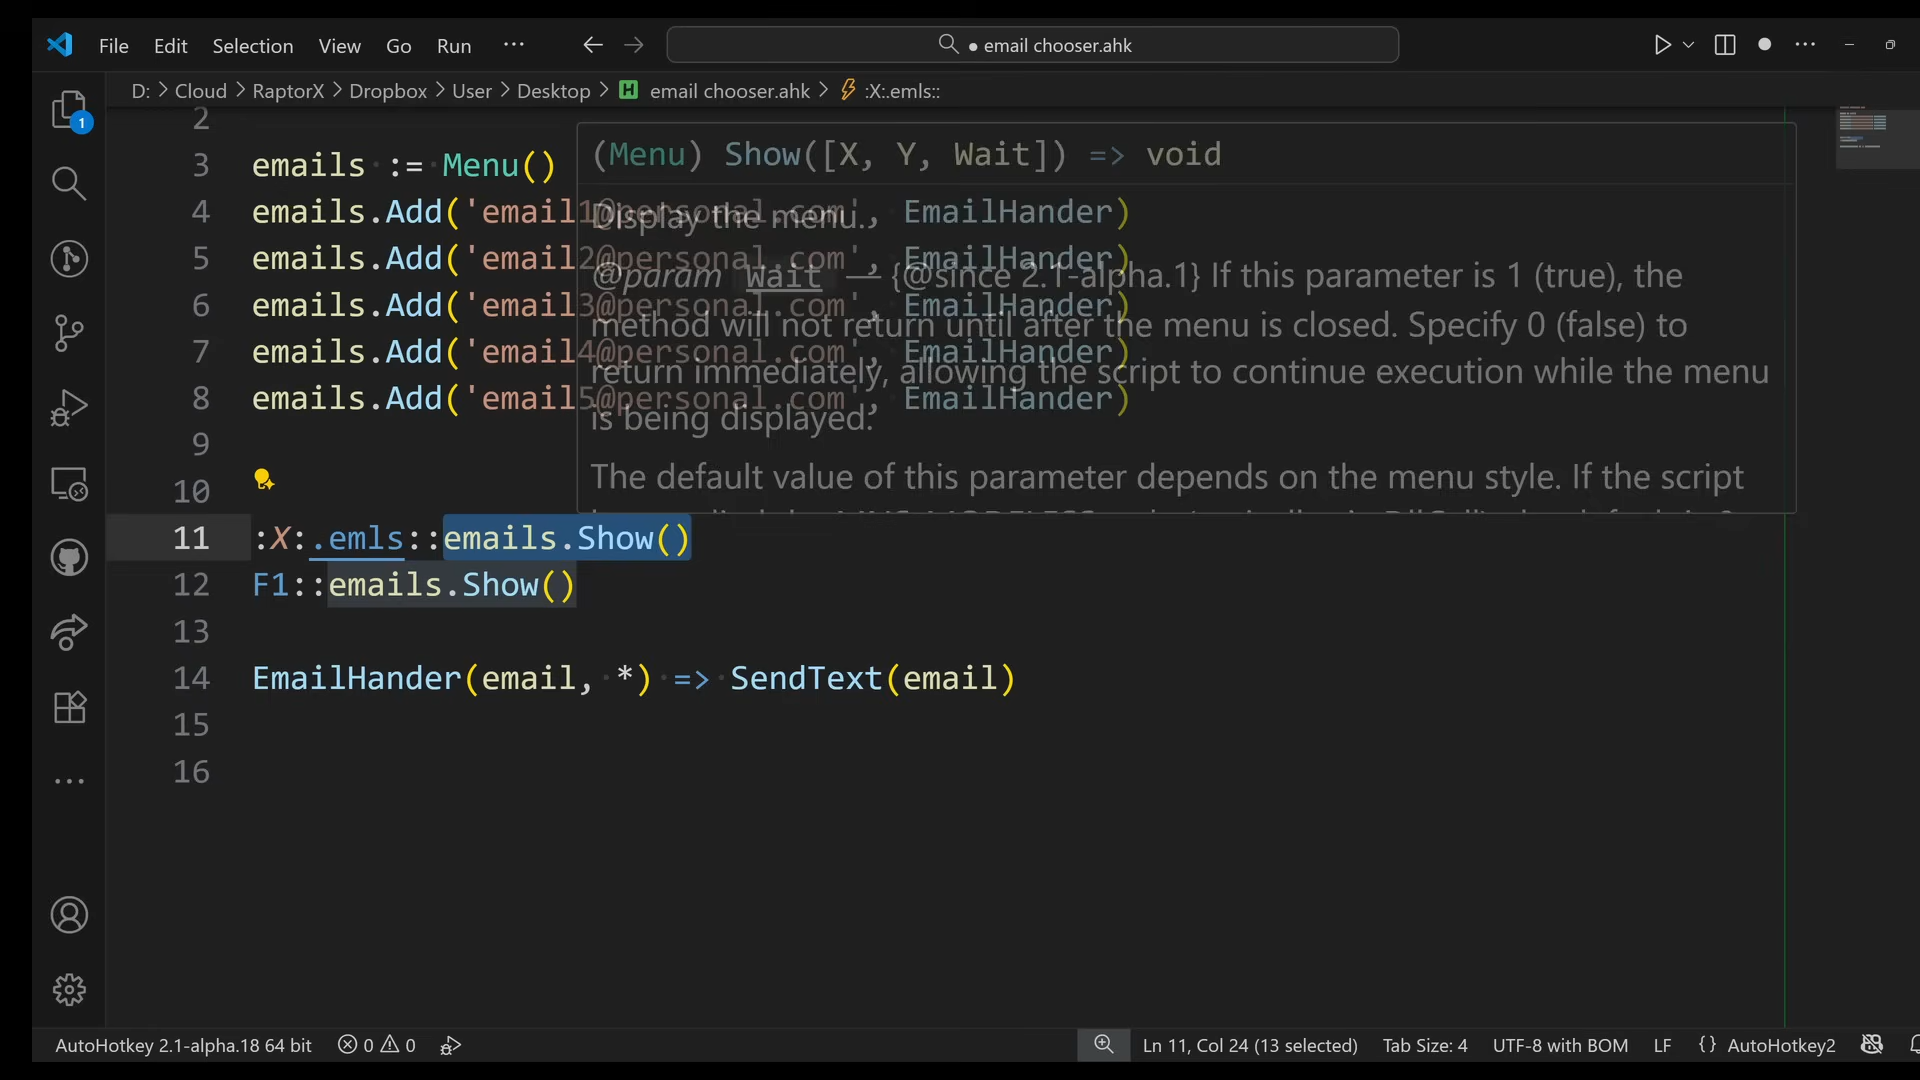 File Edit Selection View Go Run ··· ● email chooser.ahk
D: > Cloud > RaptorX > Dropbox > User > Desktop > email chooser.ahk > :X:.emls::
1
2
3 emails := Menu()
4 emails.Add('email1@personal.com', EmailHander)
5 emails.Add('email2@personal.com', EmailHander)
6 emails.Add('email3@personal.com', EmailHander)
7 emails.Add('email4@personal.com', EmailHander)
8 emails.Add('email5@personal.com', EmailHander)
9
10
11 :X:.emls::emails.Show()
12 F1::emails.Show()
13
14 EmailHander(email, *) => SendText(email)
15
16
(Menu) Show([X, Y, Wait]) => void
Display the menu.
@param Wait — {@since 2.1-alpha.1} If this parameter is 1 (true), the
method will not return until after the menu is closed. Specify 0 (false) to
return immediately, allowing the script to continue execution while the menu
is being displayed.
The default value of this parameter depends on the menu style. If the script
AutoHotkey 2.1-alpha.18 64 bit 0 0 Ln 11, Col 24 (13 selected) Tab Size: 4 UTF-8 with BOM LF {} AutoHotkey2